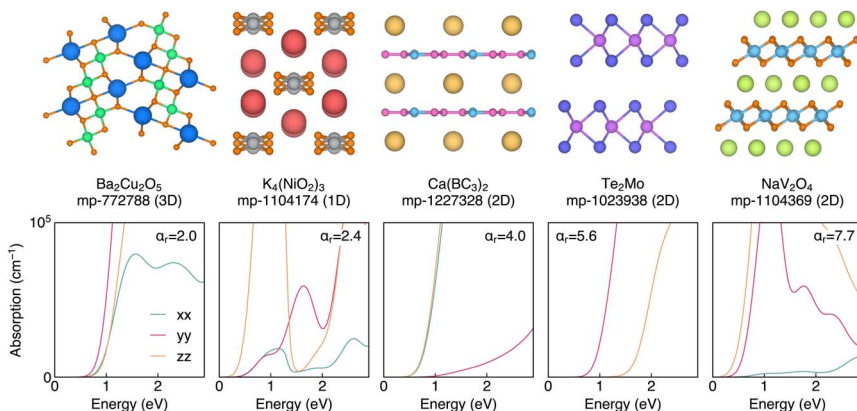 Ba₂Cu₂O₅
mp-772788 (3D)
K₄(NiO₂)₃
mp-1104174 (1D)
Ca(BC₃)₂
mp-1227328 (2D)
Te₂Mo
mp-1023938 (2D)
NaV₂O₄
mp-1104369 (2D)
Absorption (cm⁻¹)
10⁵
0
αᵣ=2.0
xx
yy
zz
αᵣ=2.4
αᵣ=4.0
αᵣ=5.6
αᵣ=7.7
0 1 2
0 1 2
0 1 2
0 1 2
0 1 2
Energy (eV)
Energy (eV)
Energy (eV)
Energy (eV)
Energy (eV)